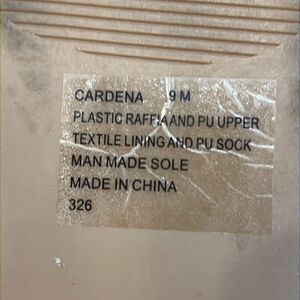 CARDENA 9 M
PLASTIC RAFFIA AND PU UPPER
TEXTILE LINING AND PU SOCK
MAN MADE SOLE
MADE IN CHINA
326